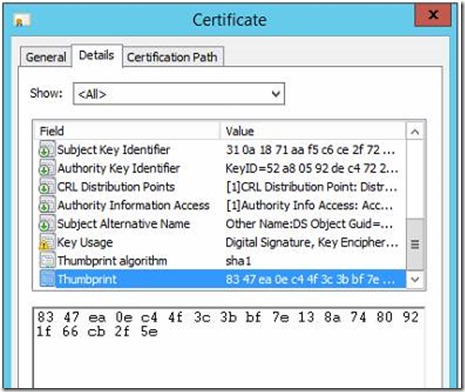 Certificate
x
General Details Certification Path
Show: <All>
Field Value
Subject Key Identifier 31 0a 18 71 aa f5 c6 ce 2f 72 ...
Authority Key Identifier KeyID=52 a8 05 92 de c4 72 2...
CRL Distribution Points [1]CRL Distribution Point: Distr...
Authority Information Access [1]Authority Info Access: Acc...
Subject Alternative Name Other Name:DS Object Guid=...
Key Usage Digital Signature, Key Encipher...
Thumbprint algorithm sha1
Thumbprint 83 47 ea 0e c4 4f 3c 3b bf 7e ...
83 47 ea 0e c4 4f 3c 3b bf 7e 13 8a 74 80 92
1f 66 cb 2f 5e